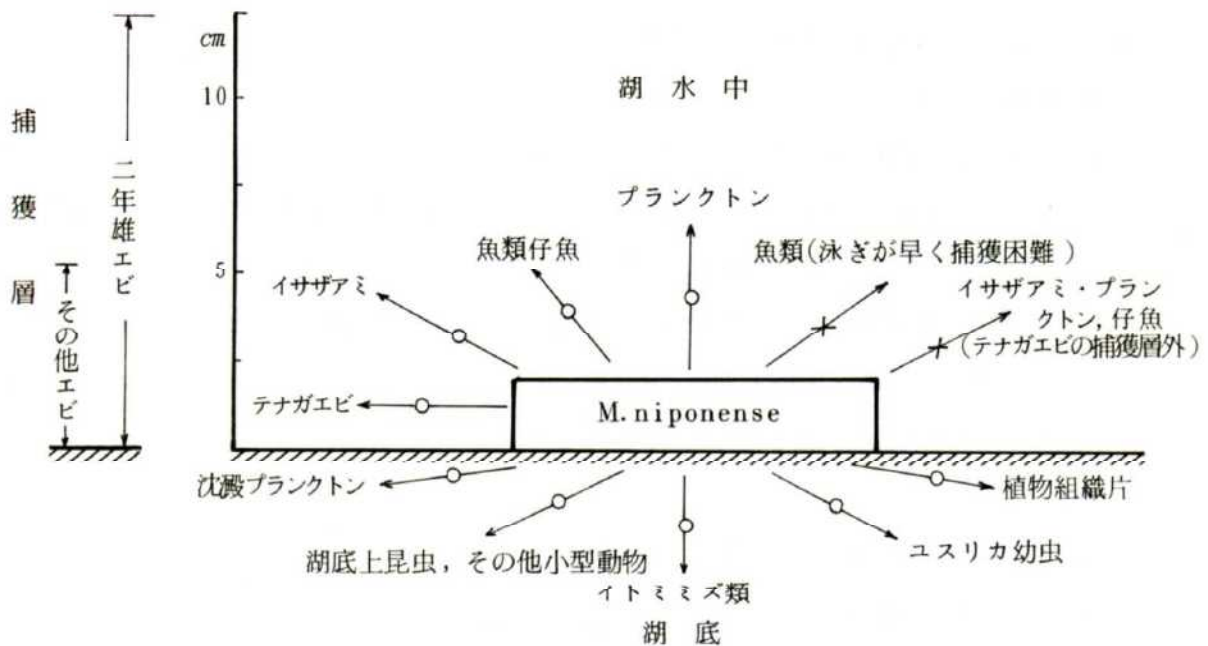 捕獲層
二年雄エビ
その他エビ
cm
10
5
湖水中
プランクトン
魚類仔魚
魚類(泳ぎが早く捕獲困難)
イサザアミ
イサザアミ・プラン
クトン,仔魚
(テナガエビの捕獲層外)
テナガエビ
M.niponense
沈澱プランクトン
植物組織片
湖底上昆虫,その他小型動物
ユスリカ幼虫
イトミミズ類
湖底